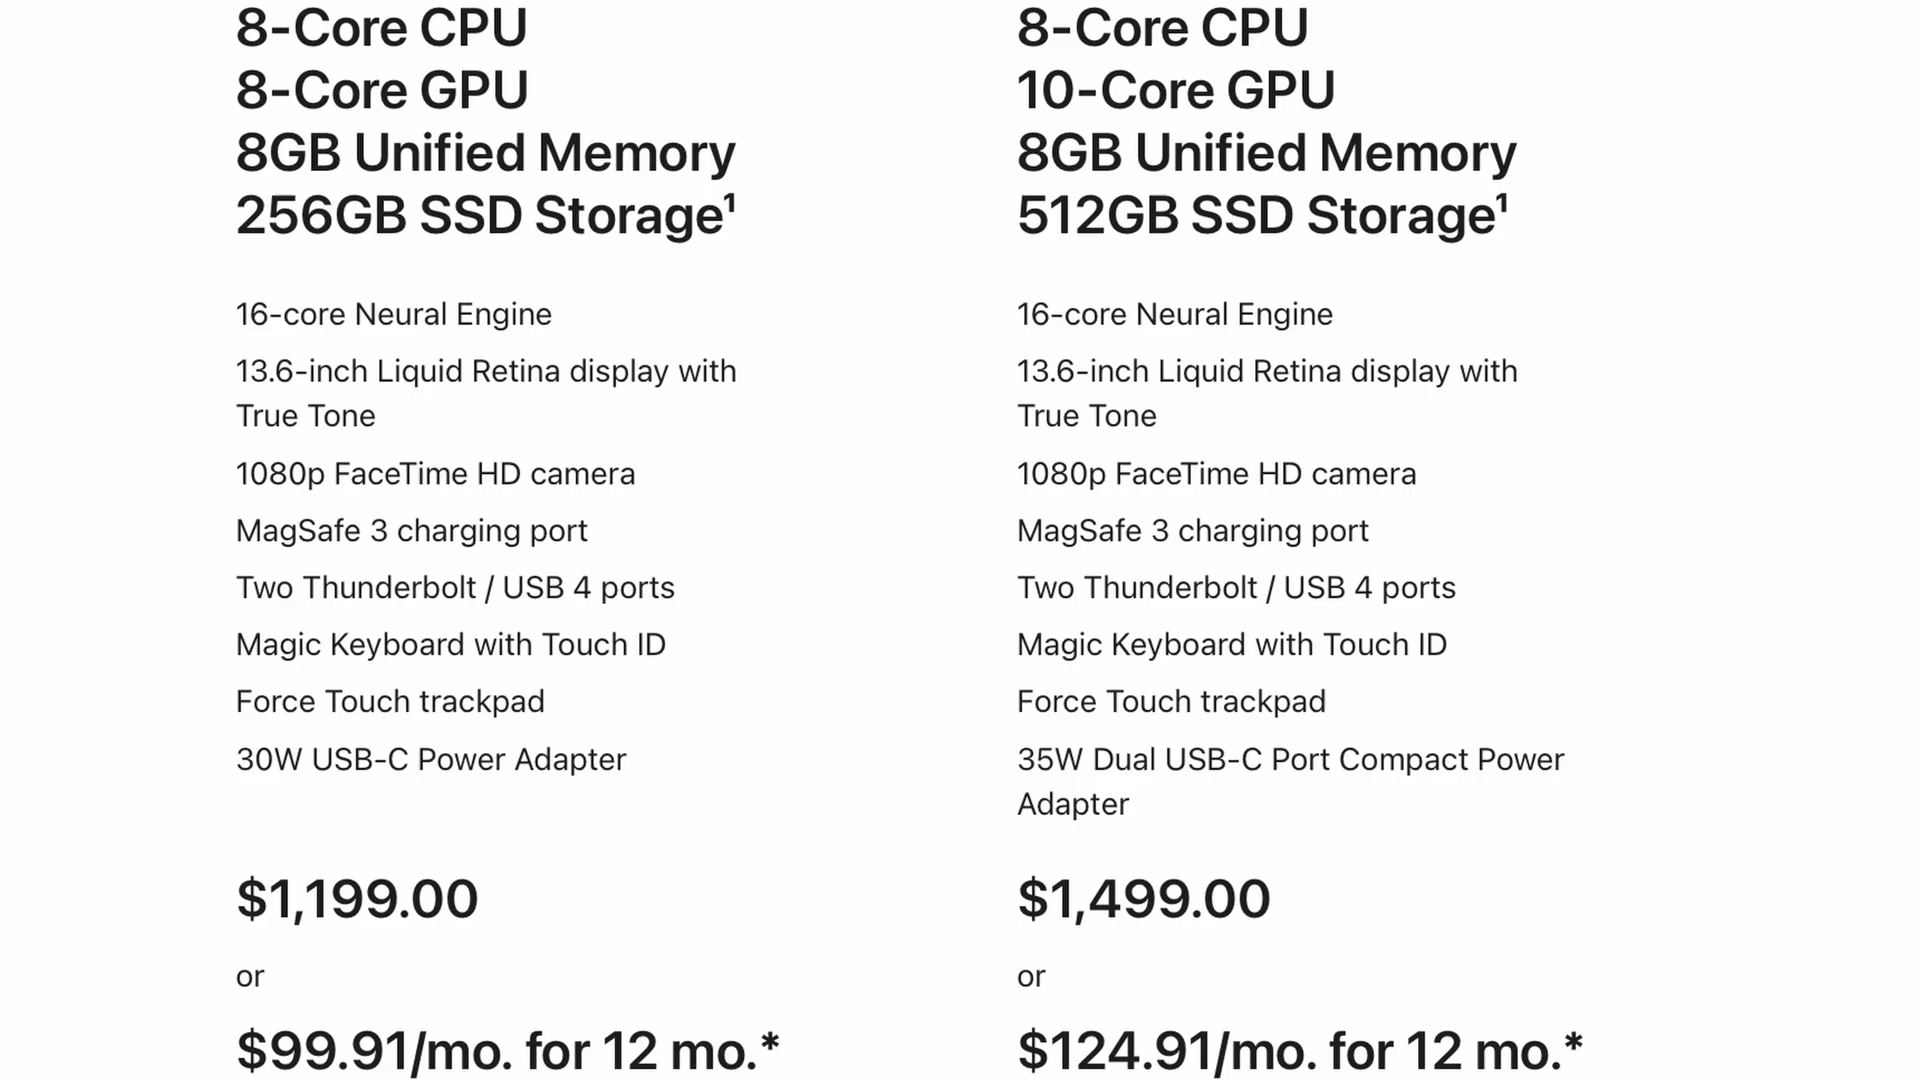 8-Core CPU
8-Core GPU
8GB Unified Memory
256GB SSD Storage¹
16-core Neural Engine
13.6-inch Liquid Retina display with
True Tone
1080p FaceTime HD camera
MagSafe 3 charging port
Two Thunderbolt / USB 4 ports
Magic Keyboard with Touch ID
Force Touch trackpad
30W USB-C Power Adapter
$1,199.00
or
$99.91/mo. for 12 mo.*
8-Core CPU
10-Core GPU
8GB Unified Memory
512GB SSD Storage¹
16-core Neural Engine
13.6-inch Liquid Retina display with
True Tone
1080p FaceTime HD camera
MagSafe 3 charging port
Two Thunderbolt / USB 4 ports
Magic Keyboard with Touch ID
Force Touch trackpad
35W Dual USB-C Port Compact Power
Adapter
$1,499.00
or
$124.91/mo. for 12 mo.*